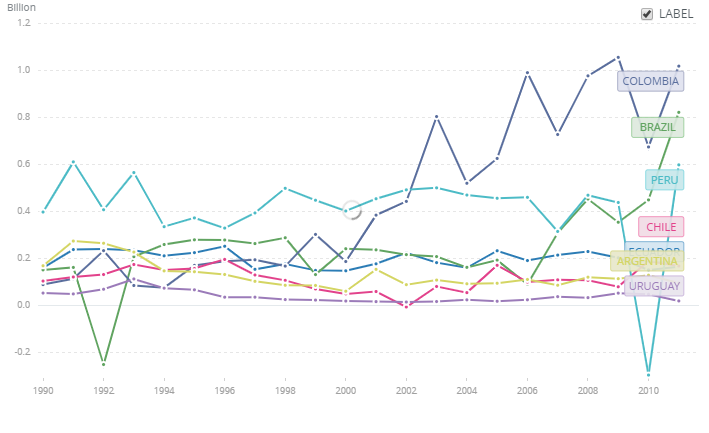 Billion
LABEL
1.2
1.0
0.8
0.6
0.4
0.2
0.0
-0.2
COLOMBIA
BRAZIL
PERU
CHILE
ECUADOR
ARGENTINA
URUGUAY
1990 1992 1994 1996 1998 2000 2002 2004 2006 2008 2010